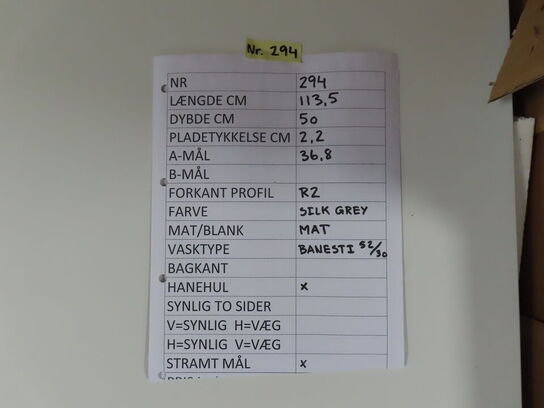 Nr. 294
NR 294
LÆNGDE CM 113,5
DYBDE CM 50
PLADETYKKELSE CM 2,2
A-MÅL 36,8
B-MÅL
FORKANT PROFIL R2
FARVE SILK GREY
MAT/BLANK MAT
VASKTYPE BANESTI 52/30
BAGKANT
HANEHUL x
SYNLIG TO SIDER
V=SYNLIG H=VÆG
H=SYNLIG V=VÆG
STRAMT MÅL x